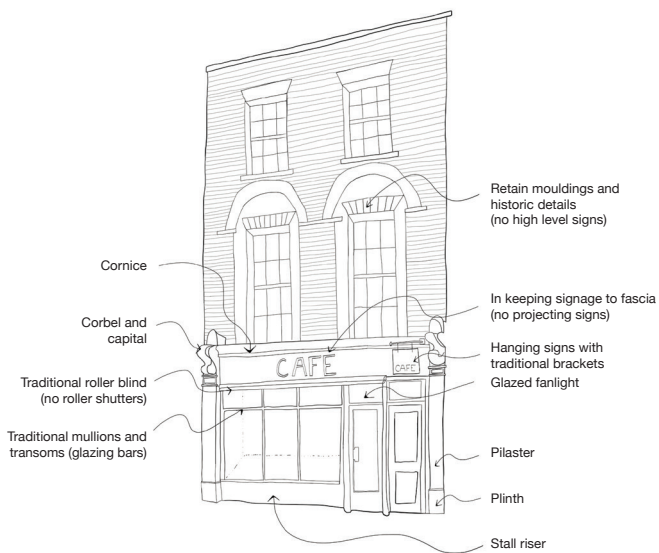 Retain mouldings and
historic details
(no high level signs)
Cornice
In keeping signage to fascia
(no projecting signs)
Corbel and
capital
Hanging signs with
traditional brackets
CAFE
CAFE
Traditional roller blind
(no roller shutters)
Glazed fanlight
Traditional mullions and
transoms (glazing bars)
Pilaster
Plinth
Stall riser